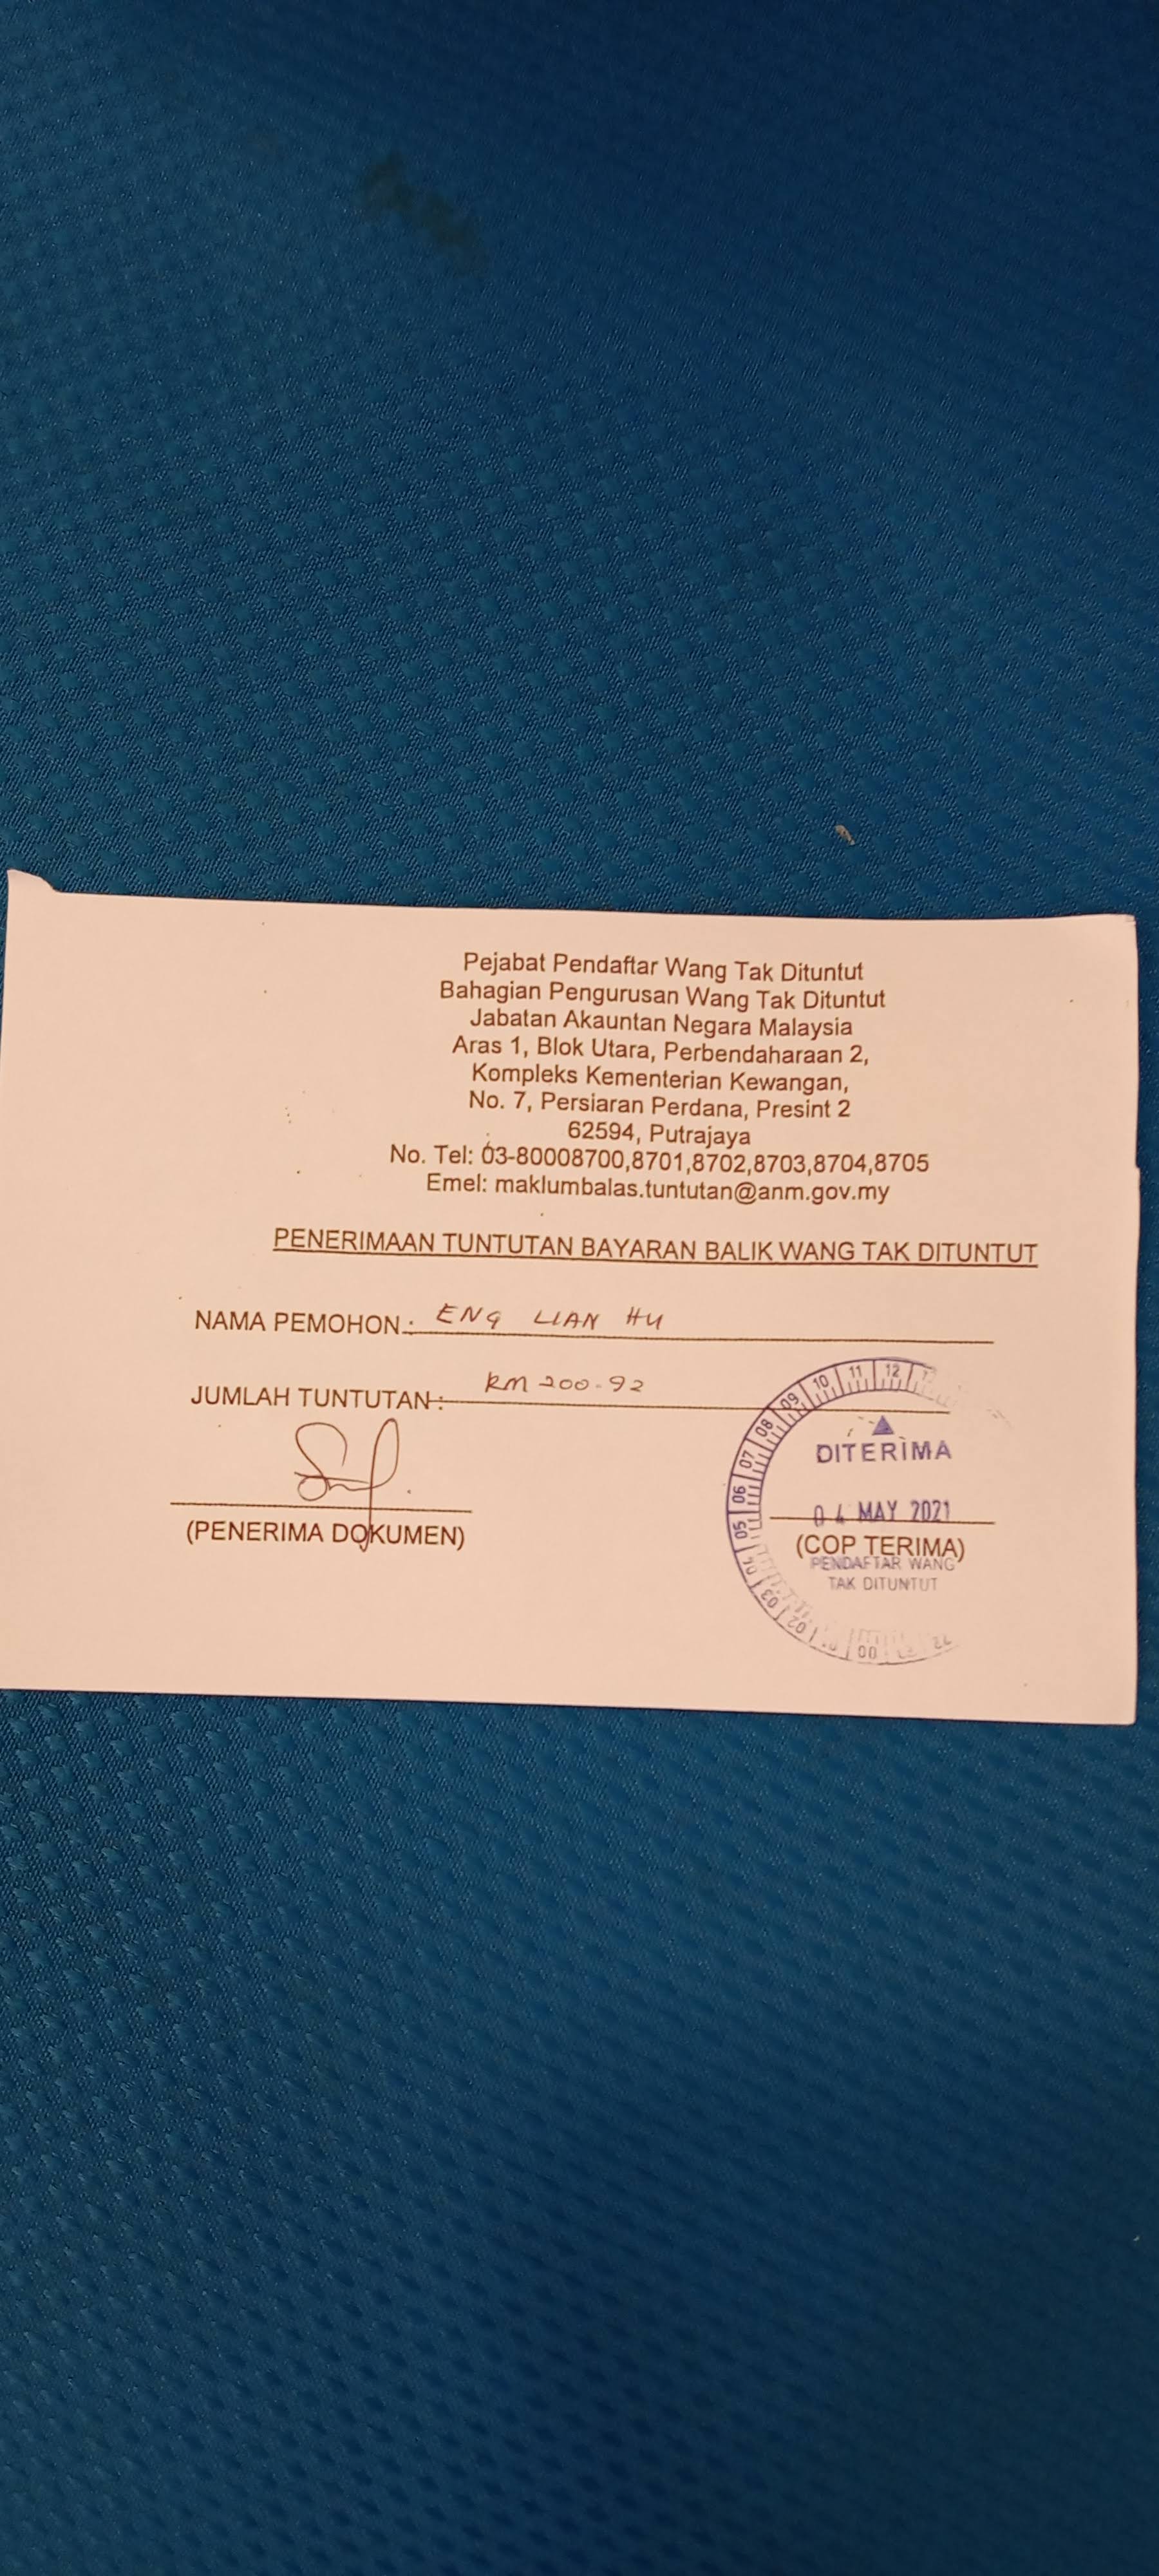 Pejabat Pendaftar Wang Tak Dituntut
Bahagian Pengurusan Wang Tak Dituntut
Jabatan Akauntan Negara Malaysia
Aras 1, Blok Utara, Perbendaharaan 2,
Kompleks Kementerian Kewangan,
No. 7, Persiaran Perdana, Presint 2
62594, Putrajaya
No. Tel: 03-80008700,8701,8702,8703,8704,8705
Emel: maklumbalas.tuntutan@anm.gov.my
PENERIMAAN TUNTUTAN BAYARAN BALIK WANG TAK DITUNTUT
NAMA PEMOHON : ENG LIAN HU
JUMLAH TUNTUTAN : RM 200.92
DITERIMA
04 MAY 2021
(PENERIMA DOKUMEN) (COP TERIMA)
PENDAFTAR WANG
TAK DITUNTUT
00 02 03 04 05 06 07 08 09 10 11 12